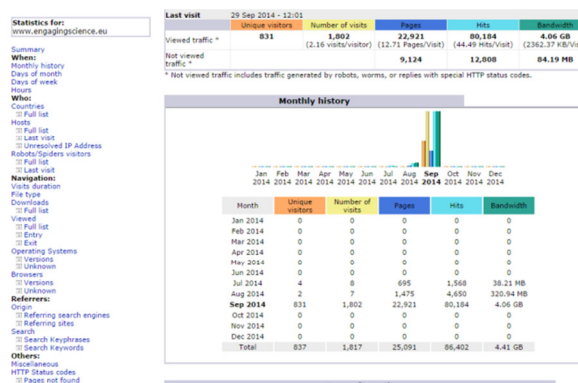 Statistics for:
www.engagingscience.eu
Summary
When:
Monthly history
Days of month
Days of week
Hours
Who:
Countries
Full list
Hosts
Full list
Last visit
Unresolved IP Address
Robots/Spiders visitors
Full list
Last visit
Navigation:
Visits duration
File type
Downloads
Full list
Viewed
Full list
Entry
Exit
Operating Systems
Versions
Unknown
Browsers
Versions
Unknown
Referrers:
Origin
Referring search engines
Referring sites
Search
Search Keyphrases
Search Keywords
Others:
Miscellaneous
HTTP Status codes
Pages not found
Last visit 29 Sep 2014 - 12:01
Unique visitors Number of visits Pages Hits Bandwidth
Viewed traffic * 831 1,802 22,921 80,184 4.06 GB
(2.16 visits/visitor) (12.71 Pages/Visit) (44.49 Hits/Visit) (2362.37 KB/Vis
Not viewed traffic * 9,124 12,808 84.19 MB
* Not viewed traffic includes traffic generated by robots, worms, or replies with special HTTP status codes.
Monthly history
Jan Feb Mar Apr May Jun Jul Aug Sep Oct Nov Dec
2014 2014 2014 2014 2014 2014 2014 2014 2014 2014 2014 2014
Month Unique visitors Number of visits Pages Hits Bandwidth
Jan 2014 0 0 0 0 0
Feb 2014 0 0 0 0 0
Mar 2014 0 0 0 0 0
Apr 2014 0 0 0 0 0
May 2014 0 0 0 0 0
Jun 2014 0 0 0 0 0
Jul 2014 4 8 695 1,568 38.21 MB
Aug 2014 2 7 1,475 4,650 320.94 MB
Sep 2014 831 1,802 22,921 80,184 4.06 GB
Oct 2014 0 0 0 0 0
Nov 2014 0 0 0 0 0
Dec 2014 0 0 0 0 0
Total 837 1,817 25,091 86,402 4.41 GB